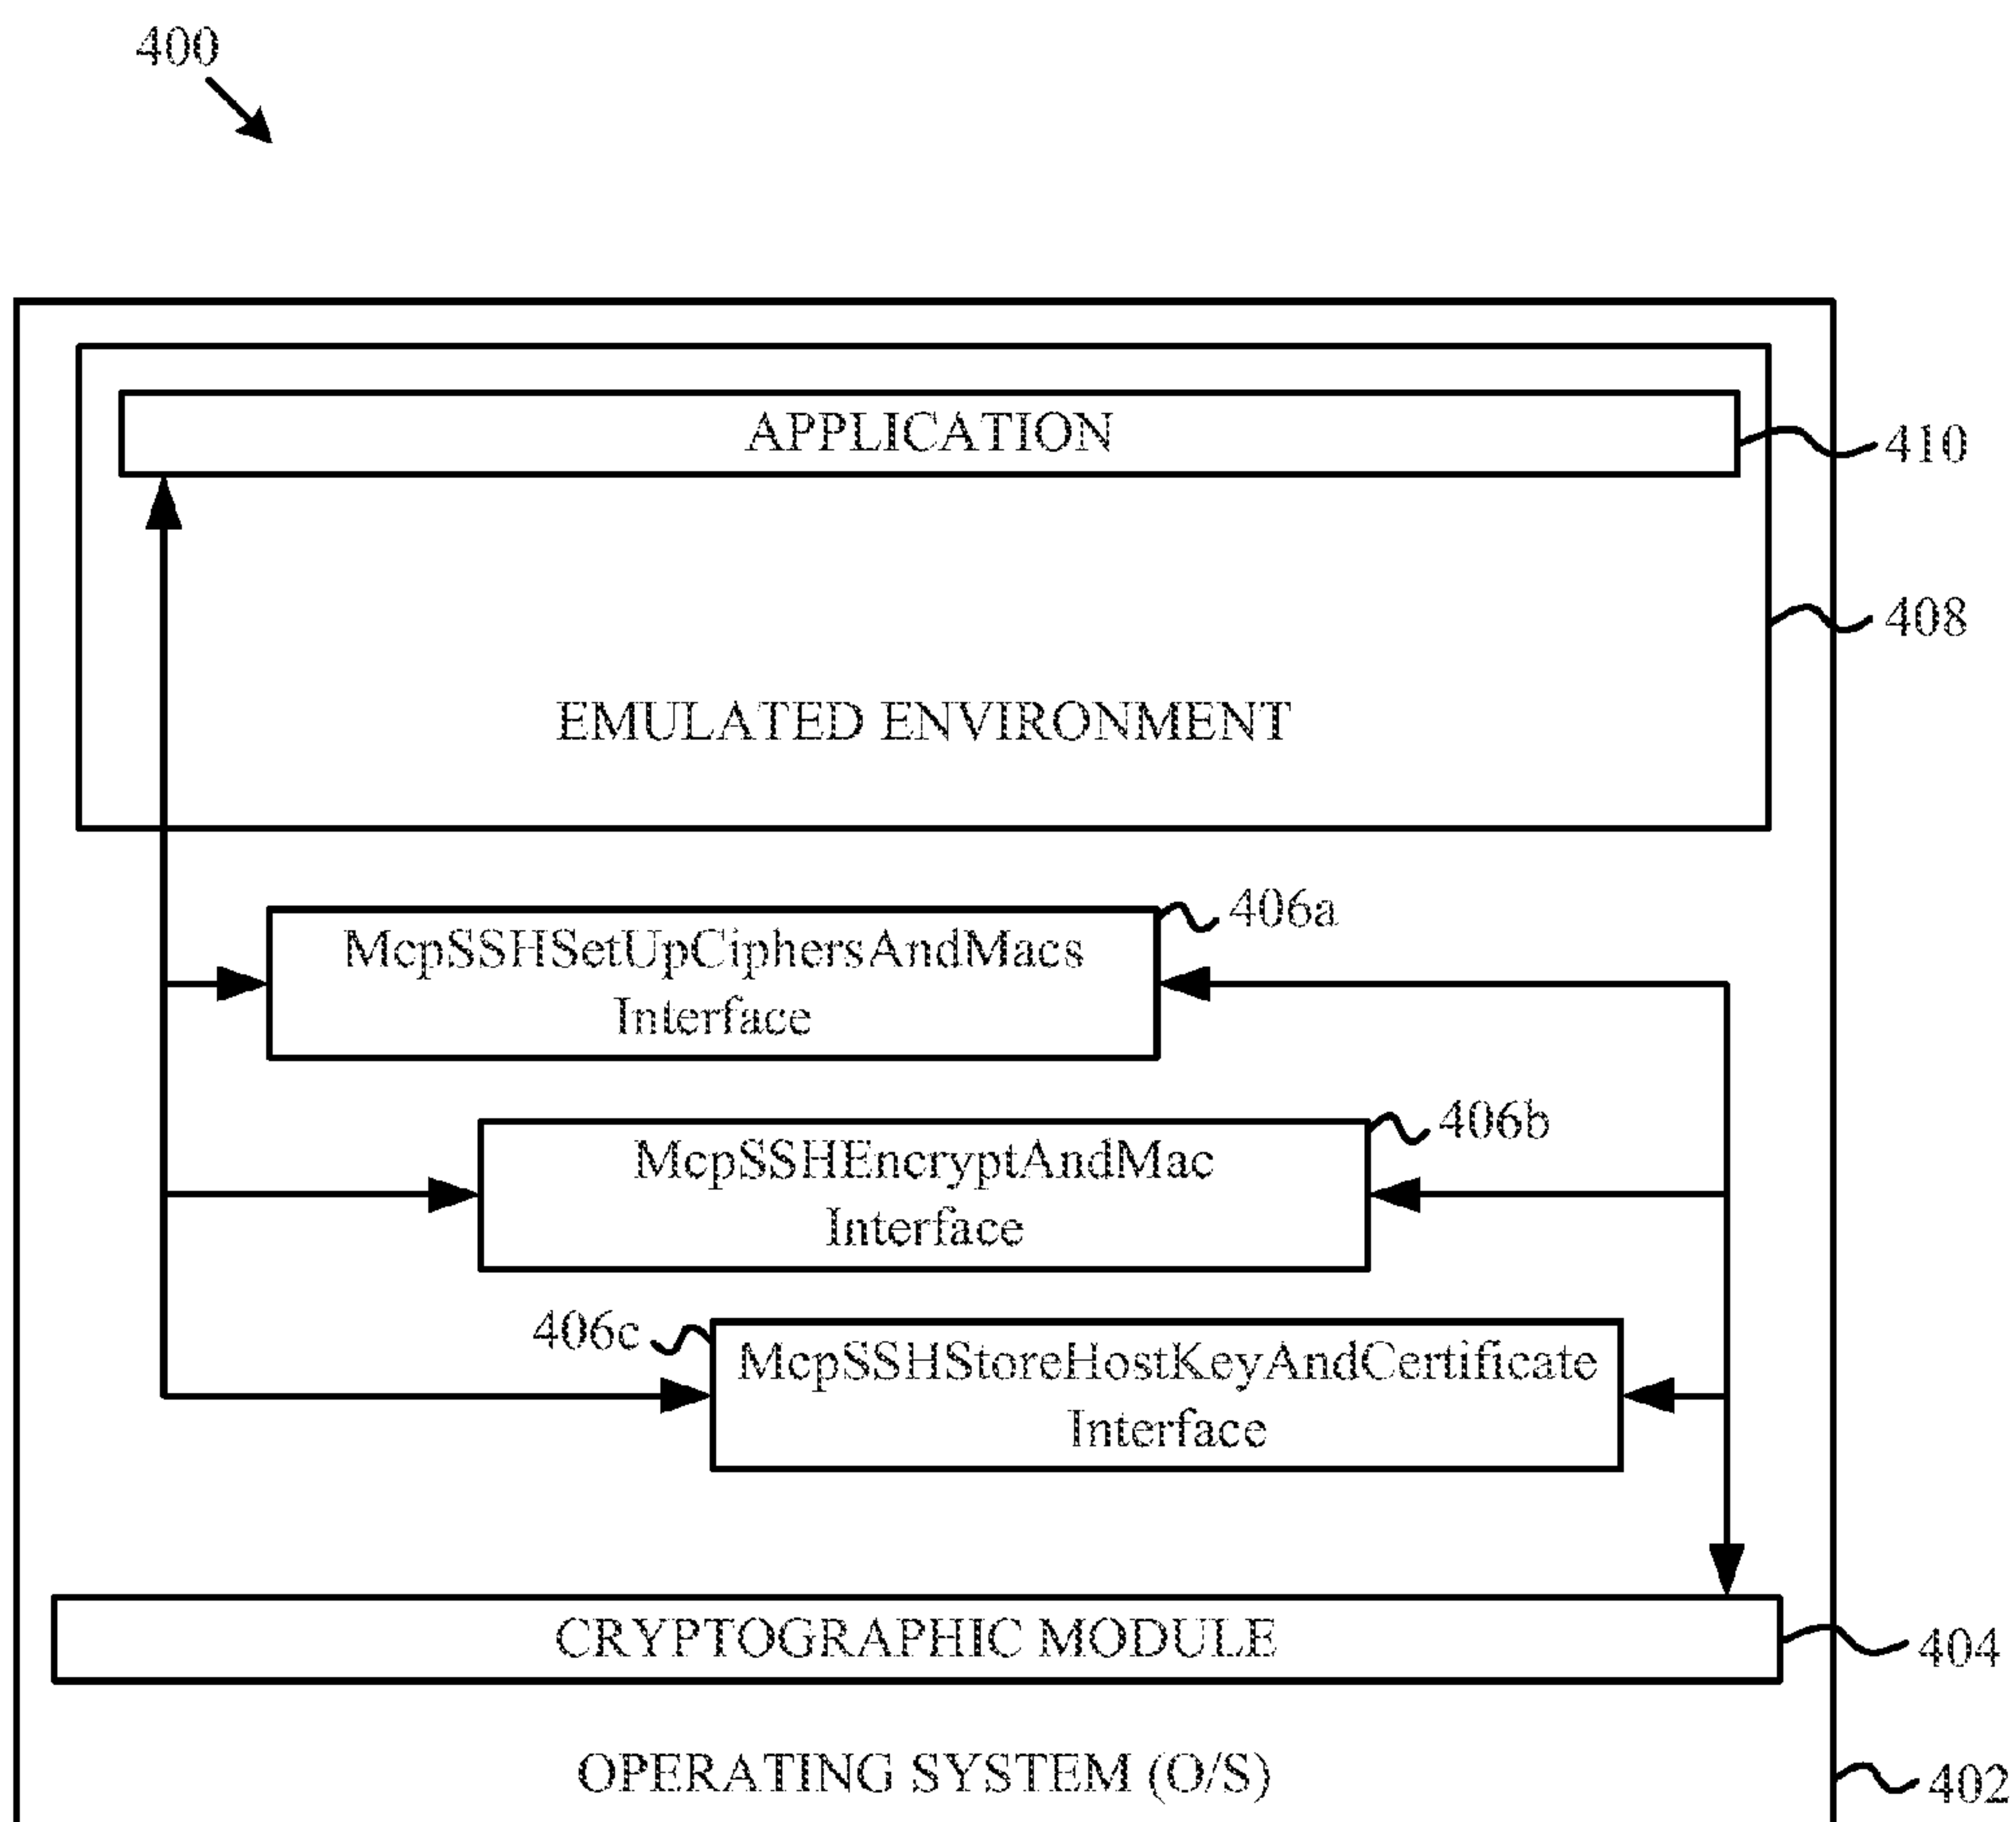 400
APPLICATION
410
408
EMULATED ENVIRONMENT
406a
McpSSHSetUpCiphersAndMacs
Interface
406b
McpSSHEncryptAndMac
Interface
406c
McpSSHStoreHostKeyAndCertificate
Interface
CRYPTOGRAPHIC MODULE
404
OPERATING SYSTEM (O/S)
402